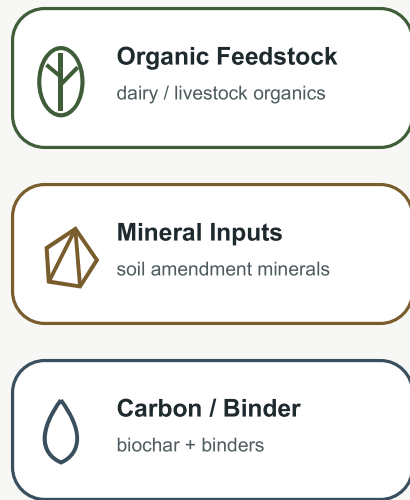 Organic Feedstock
dairy / livestock organics
Mineral Inputs
soil amendment minerals
Carbon / Binder
biochar + binders